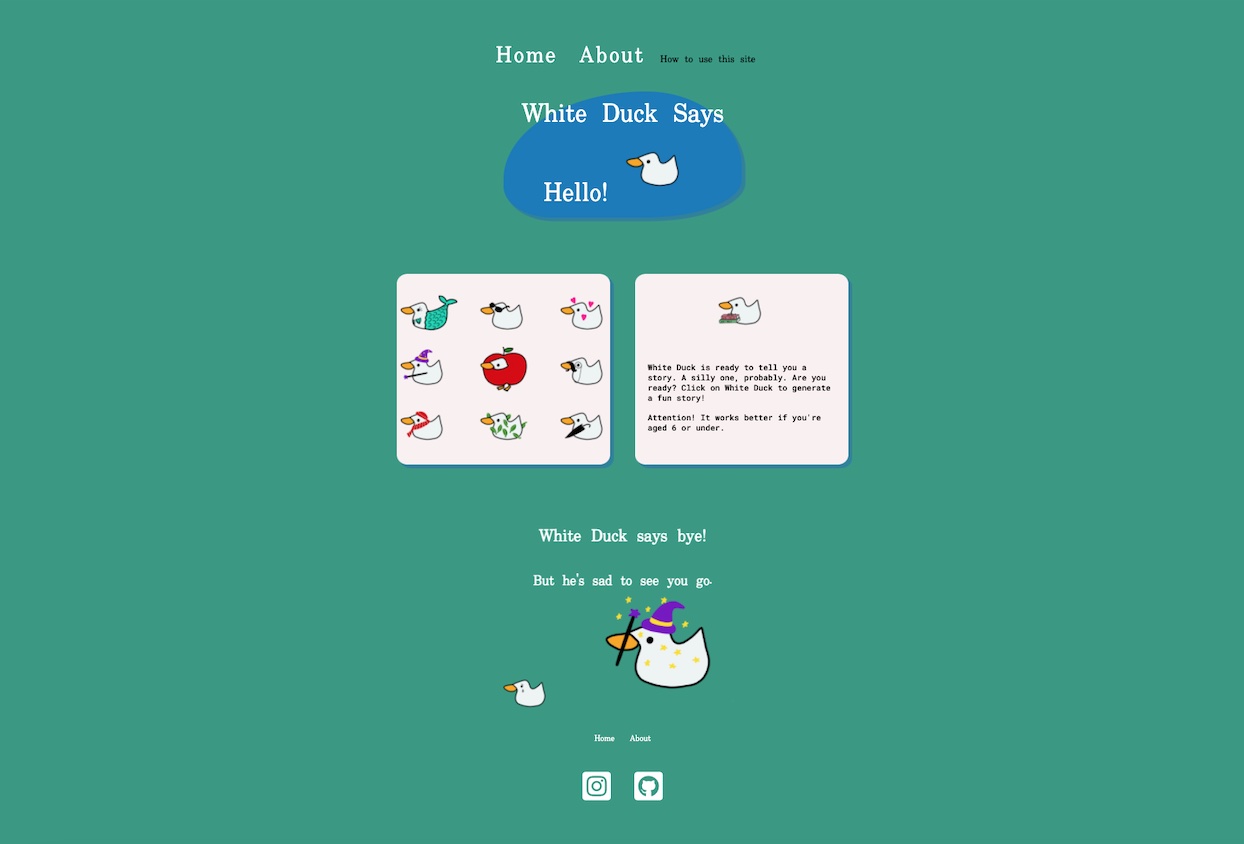 Home About How to use this site
White Duck Says
Hello!
White Duck is ready to tell you a
story. A silly one, probably. Are you
ready? Click on White Duck to generate
a fun story!
Attention! It works better if you're
aged 6 or under.
White Duck says bye!
But he's sad to see you go.
Home About